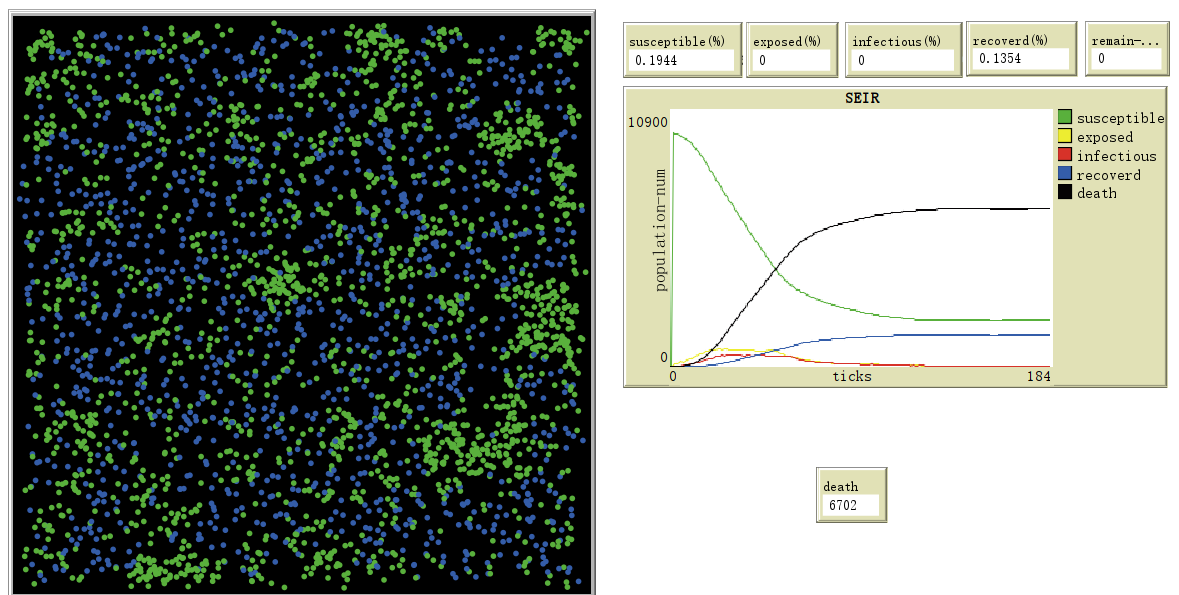 susceptible(%)
0.1944
exposed(%)
0
infectious(%)
0
recoverd(%)
0.1354
remain-...
0
SEIR
10900
population-num
0
0
ticks
184
susceptible
exposed
infectious
recoverd
death
death
6702